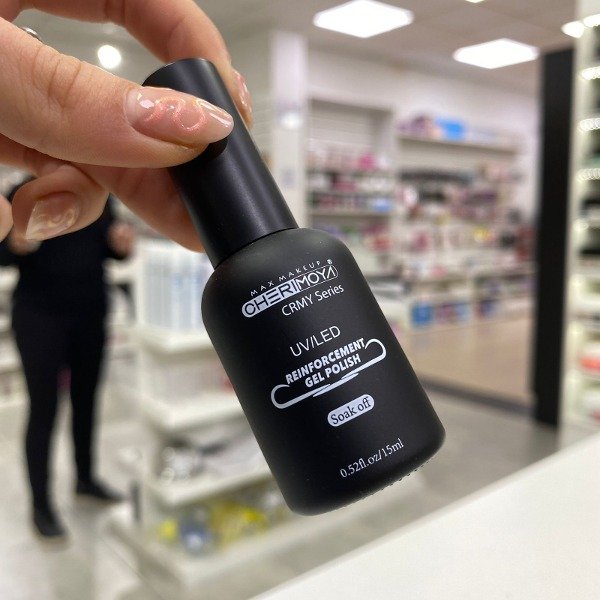 MAX MAKEUP
CHERIMOYA®
CRMY Series
UV/LED
REINFORCEMENT
GEL POLISH
Soak off
0.52fl.oz/15ml